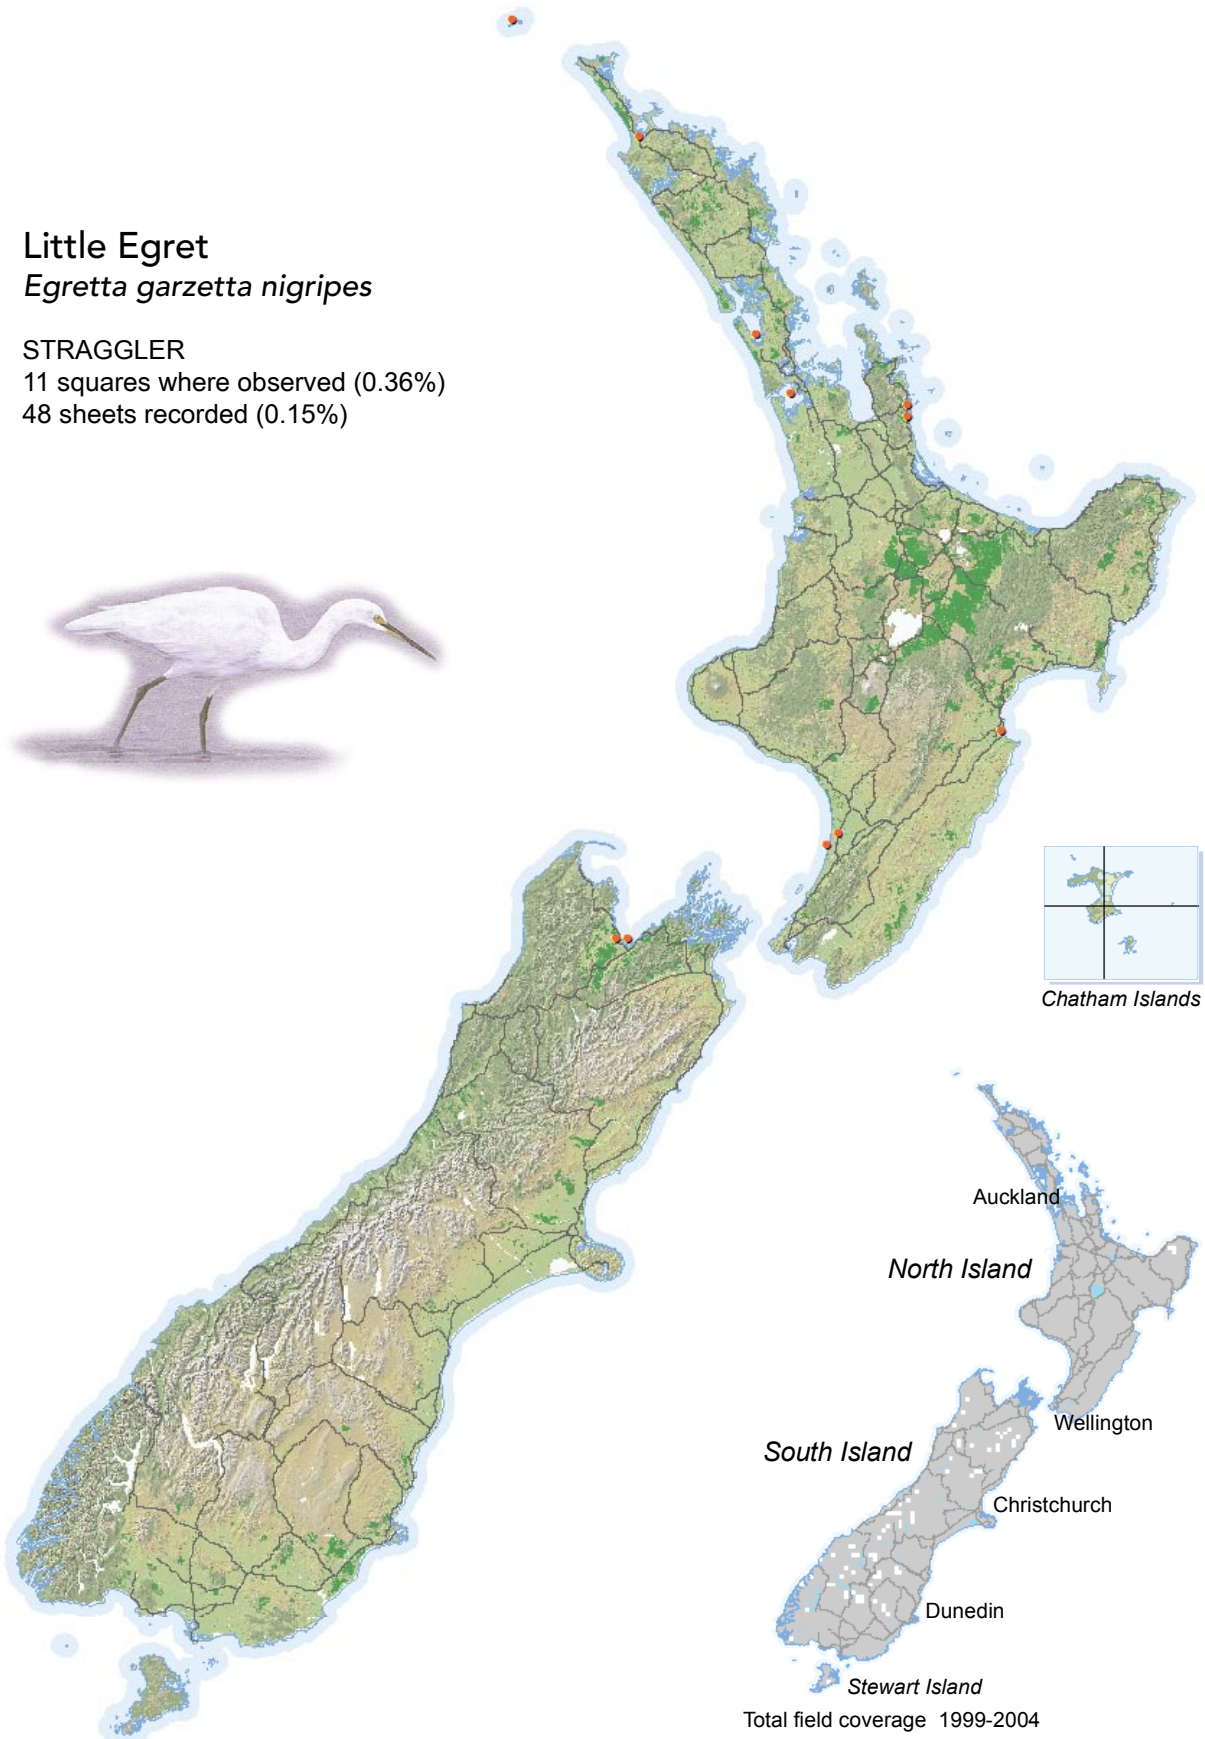 Little Egret
Egretta garzetta nigripes
STRAGGLER
11 squares where observed (0.36%)
48 sheets recorded (0.15%)
Chatham Islands
Auckland
North Island
Wellington
South Island
Christchurch
Dunedin
Stewart Island
Total field coverage 1999-2004